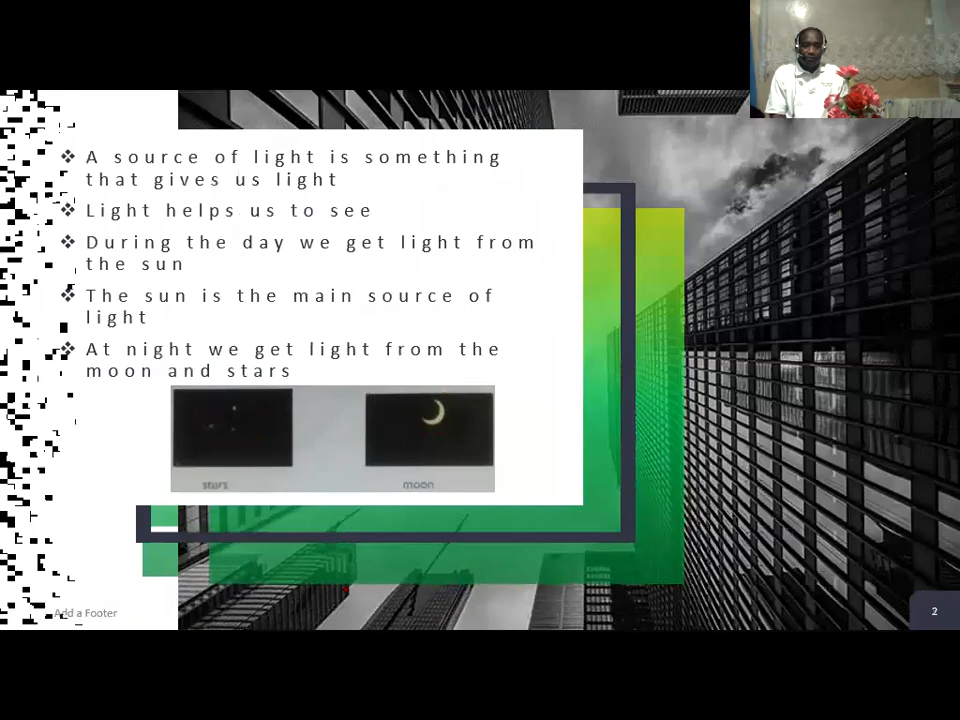 ❖ A source of light is something
that gives us light
❖ Light helps us to see
❖ During the day we get light from
the sun
❖ The sun is the main source of
light
❖ At night we get light from the
moon and stars
stars moon
Add a Footer
2